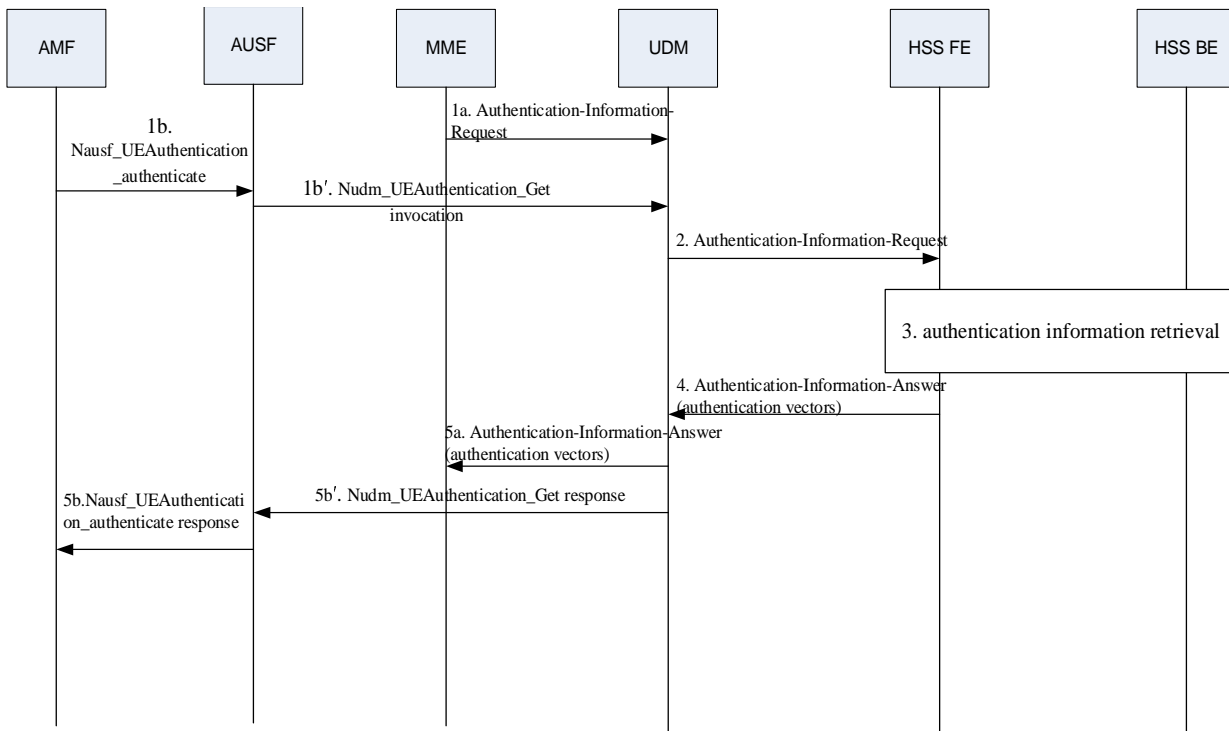 AMF
AUSF
MME
UDM
HSS FE
HSS BE
1a. Authentication-Information-
Request
1b.
Nausf_UEAuthentication
_authenticate
1b'. Nudm_UEAuthentication_Get
invocation
2. Authentication-Information-Request
3. authentication information retrieval
4. Authentication-Information-Answer
(authentication vectors)
5a. Authentication-Information-Answer
(authentication vectors)
5b'. Nudm_UEAuthentication_Get response
5b.Nausf_UEAuthenticati
on_authenticate response